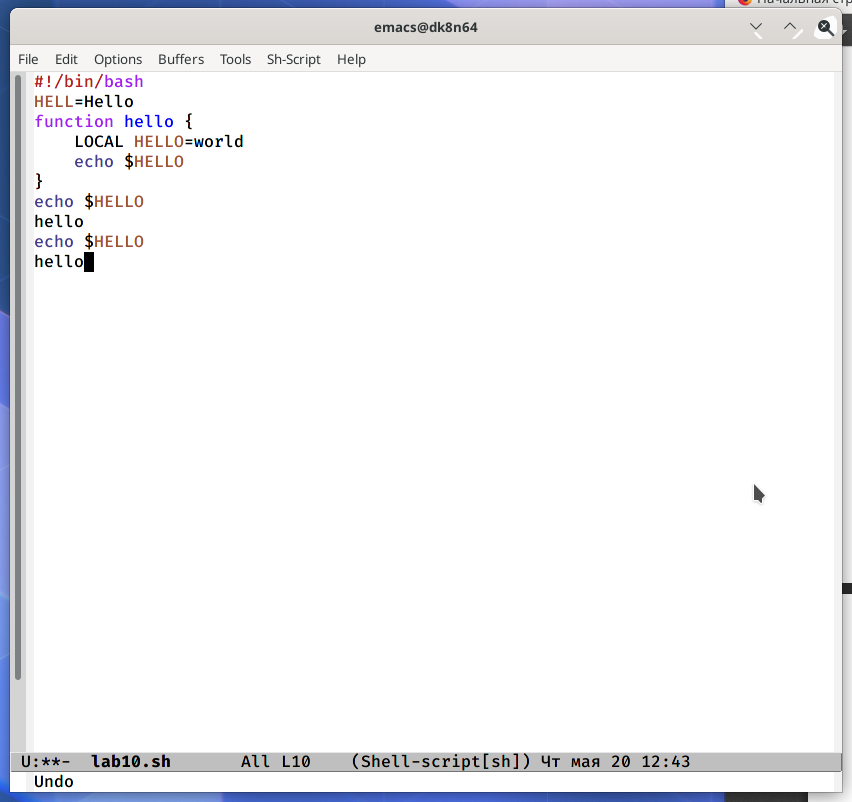 Начальная стр
emacs@dk8n64
File Edit Options Buffers Tools Sh-Script Help
#!/bin/bash
HELL=Hello
function hello {
    LOCAL HELLO=world
    echo $HELLO
}
echo $HELLO
hello
echo $HELLO
hello
U:**-  lab10.sh       All L10    (Shell-script[sh]) Чт мая 20 12:43
Undo